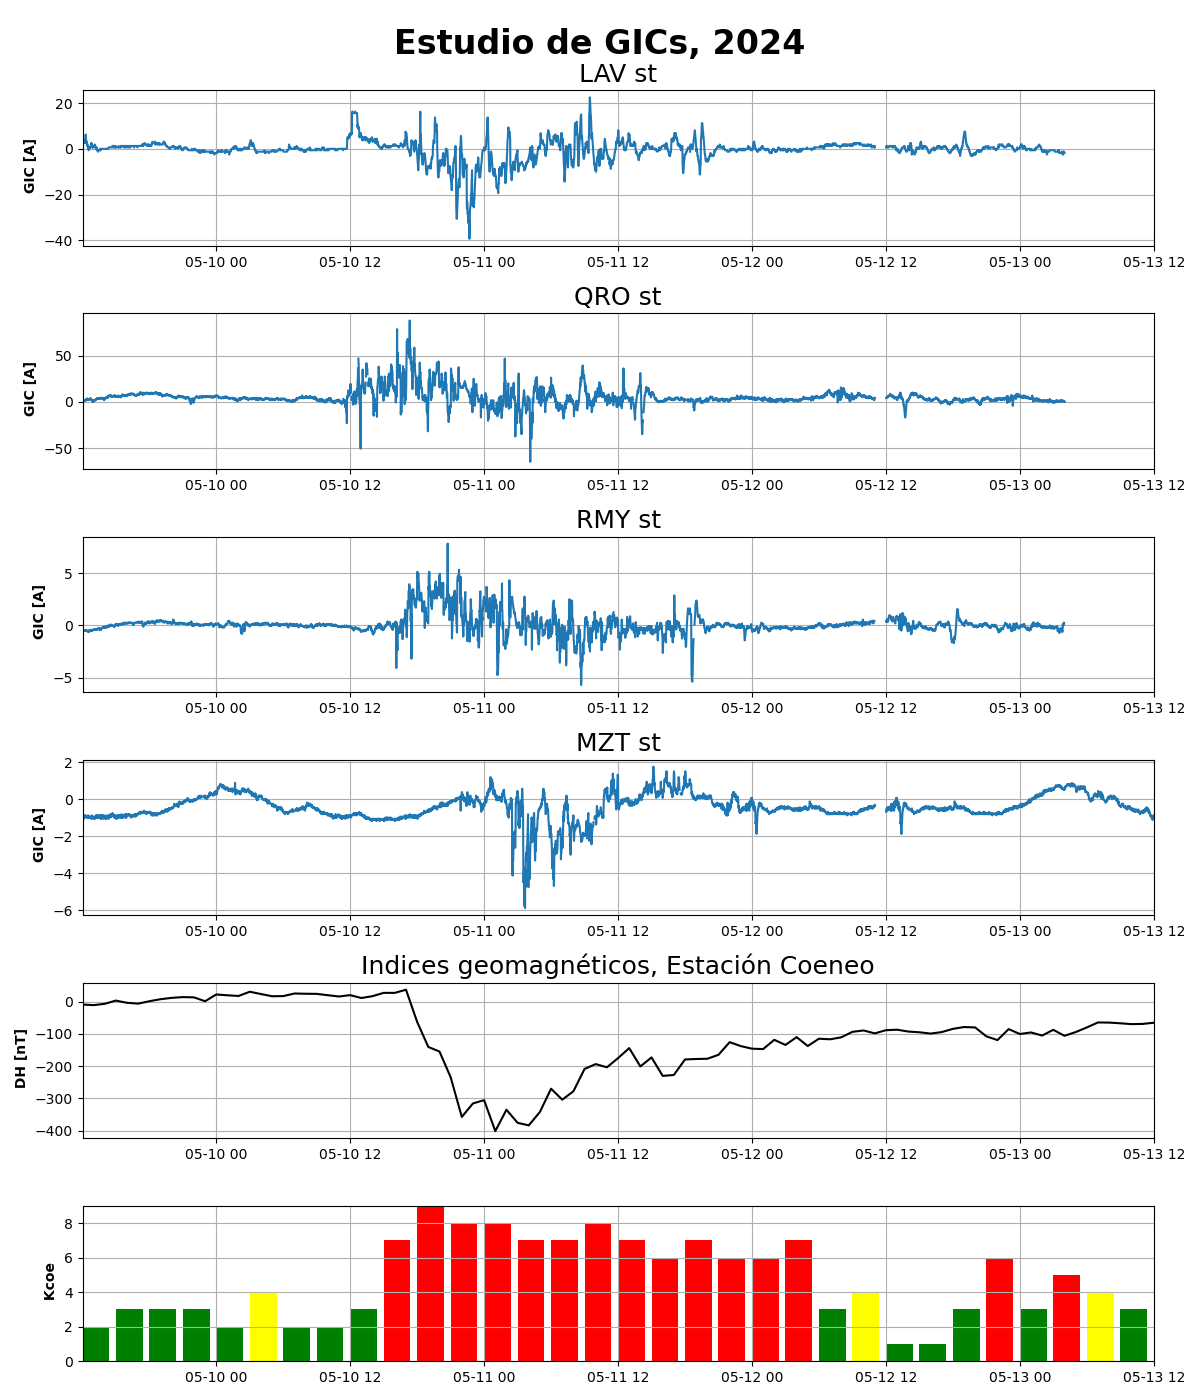 Estudio de GICs, 2024
LAV st
GIC [A]
20
0
−20
−40
05-10 00 05-10 12 05-11 00 05-11 12 05-12 00 05-12 12 05-13 00 05-13 12
QRO st
GIC [A]
50
0
−50
05-10 00 05-10 12 05-11 00 05-11 12 05-12 00 05-12 12 05-13 00 05-13 12
RMY st
GIC [A]
5
0
−5
05-10 00 05-10 12 05-11 00 05-11 12 05-12 00 05-12 12 05-13 00 05-13 12
MZT st
GIC [A]
2
0
−2
−4
−6
05-10 00 05-10 12 05-11 00 05-11 12 05-12 00 05-12 12 05-13 00 05-13 12
Indices geomagnéticos, Estación Coeneo
DH [nT]
0
−100
−200
−300
−400
05-10 00 05-10 12 05-11 00 05-11 12 05-12 00 05-12 12 05-13 00 05-13 12
Kcoe
8
6
4
2
0
05-10 00 05-10 12 05-11 00 05-11 12 05-12 00 05-12 12 05-13 00 05-13 12